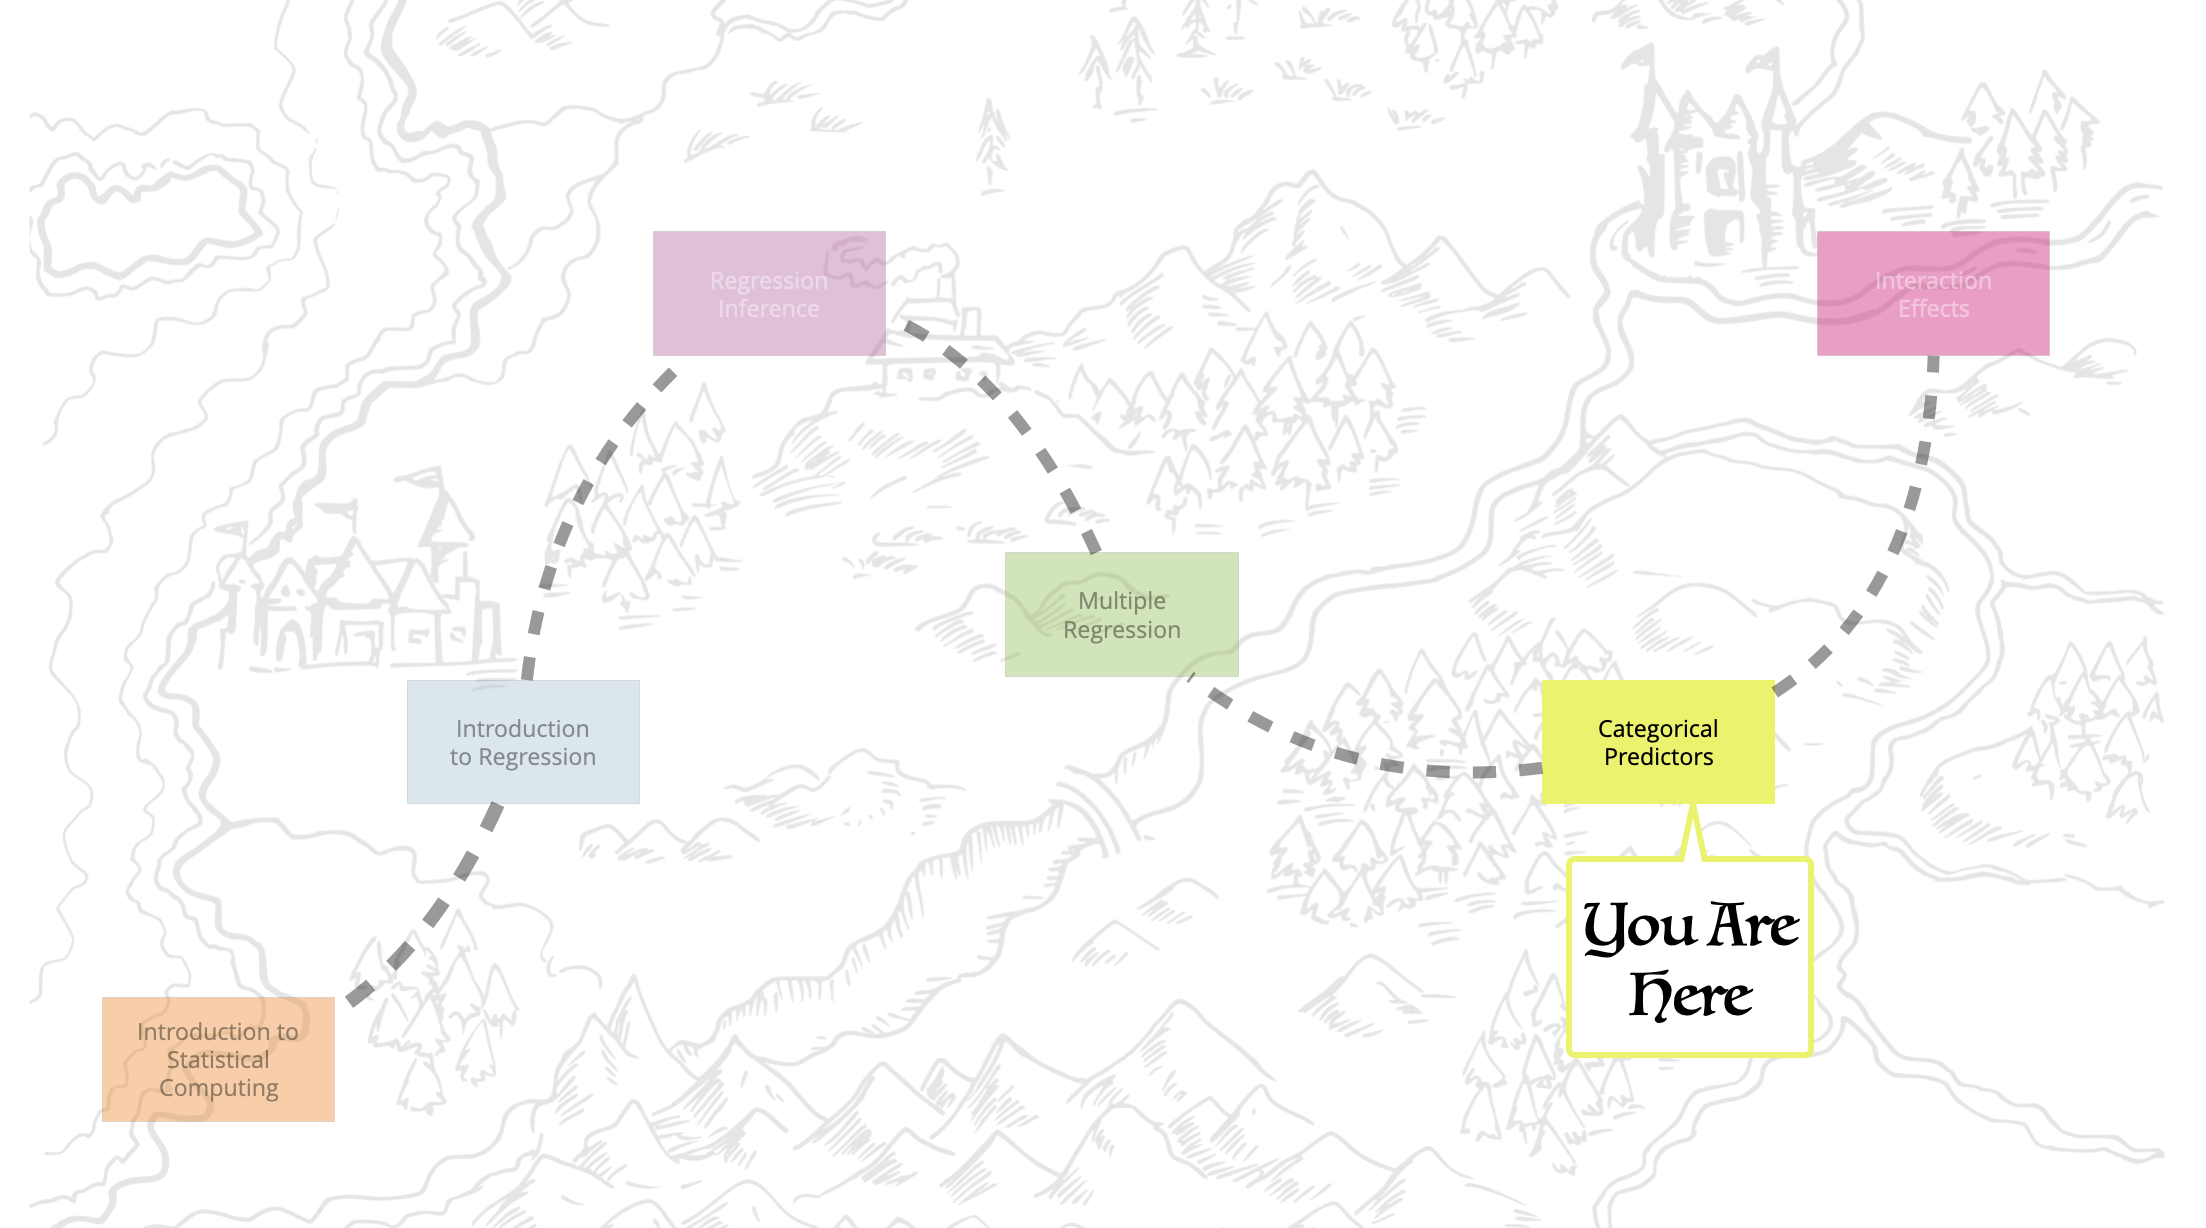 Regression
Inference
Interaction
Effects
Multiple
Regression
Introduction
to Regression
Categorical
Predictors
You Are
Here
Introduction to
Statistical
Computing